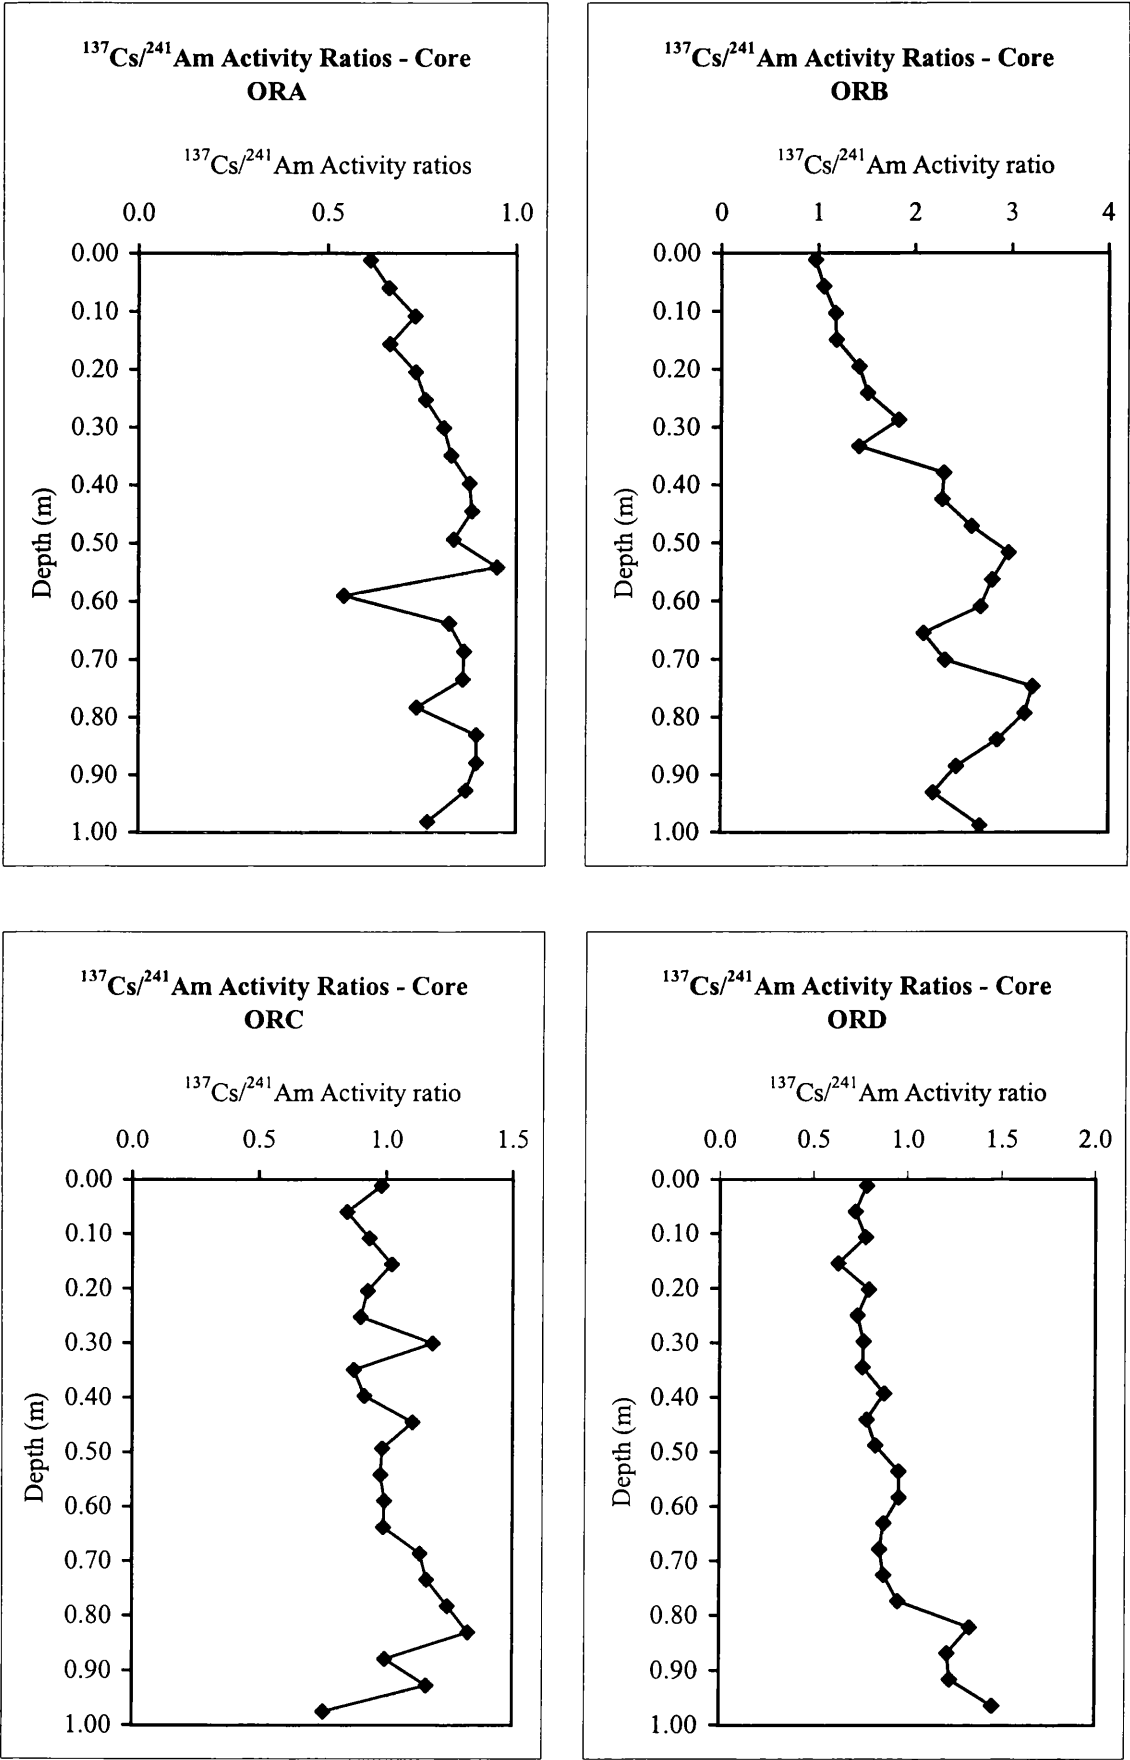 ¹³⁷Cs/²⁴¹Am Activity Ratios - Core
ORA
¹³⁷Cs/²⁴¹Am Activity ratios
0.0 0.5 1.0
0.00
0.10
0.20
0.30
0.40
0.50
0.60
0.70
0.80
0.90
1.00
Depth (m)
¹³⁷Cs/²⁴¹Am Activity Ratios - Core
ORB
¹³⁷Cs/²⁴¹Am Activity ratio
0 1 2 3 4
0.00
0.10
0.20
0.30
0.40
0.50
0.60
0.70
0.80
0.90
1.00
Depth (m)
¹³⁷Cs/²⁴¹Am Activity Ratios - Core
ORC
¹³⁷Cs/²⁴¹Am Activity ratio
0.0 0.5 1.0 1.5
0.00
0.10
0.20
0.30
0.40
0.50
0.60
0.70
0.80
0.90
1.00
Depth (m)
¹³⁷Cs/²⁴¹Am Activity Ratios - Core
ORD
¹³⁷Cs/²⁴¹Am Activity ratio
0.0 0.5 1.0 1.5 2.0
0.00
0.10
0.20
0.30
0.40
0.50
0.60
0.70
0.80
0.90
1.00
Depth (m)